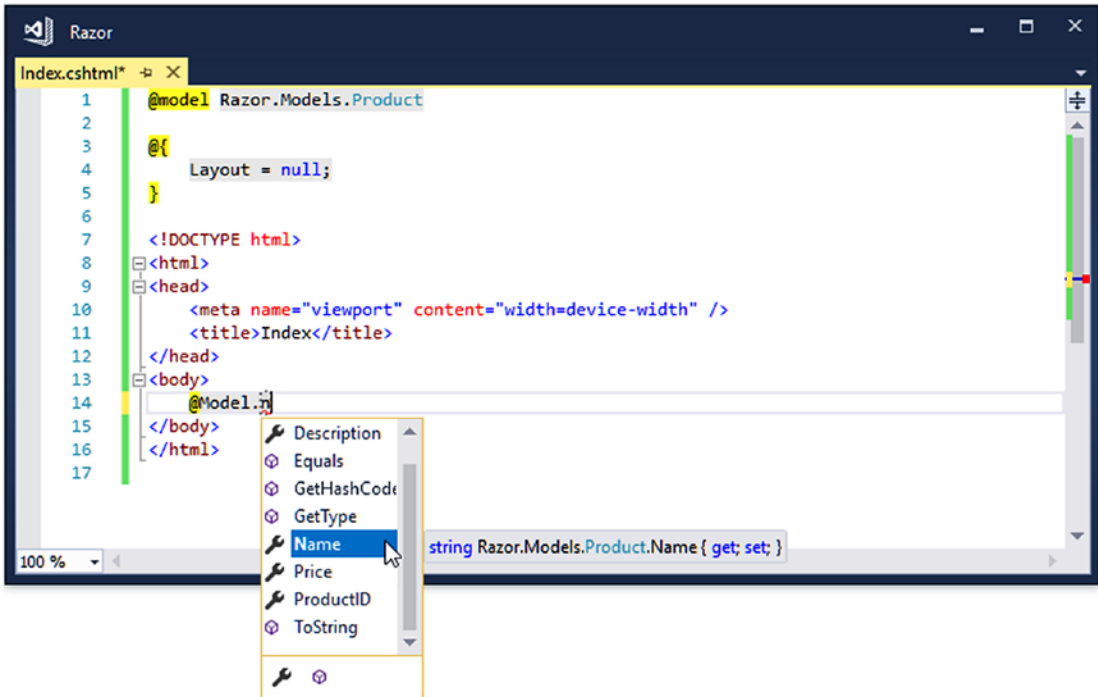 Razor
Index.cshtml*
1 @model Razor.Models.Product
2
3 @{
4 Layout = null;
5 }
6
7 <!DOCTYPE html>
8 <html>
9 <head>
10 <meta name="viewport" content="width=device-width" />
11 <title>Index</title>
12 </head>
13 <body>
14 @Model.n
15 </body>
16 </html>
17
Description
Equals
GetHashCode
GetType
Name
string Razor.Models.Product.Name { get; set; }
Price
ProductID
ToString
100 %